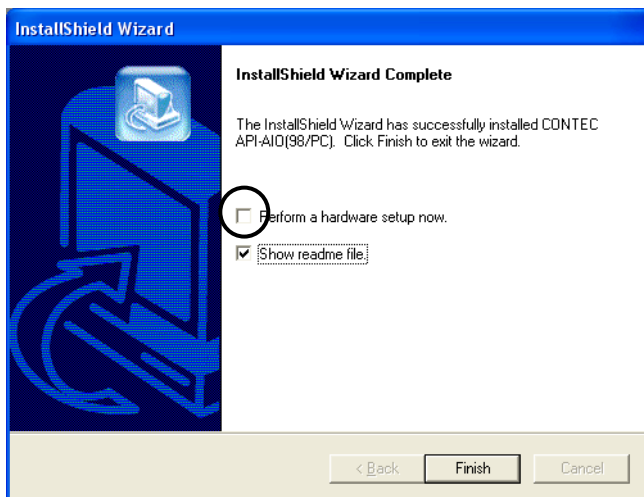 InstallShield Wizard
InstallShield Wizard Complete
The InstallShield Wizard has successfully installed CONTEC
API-AIO(98/PC). Click Finish to exit the wizard.
Perform a hardware setup now.
Show readme file.
< Back
Finish
Cancel